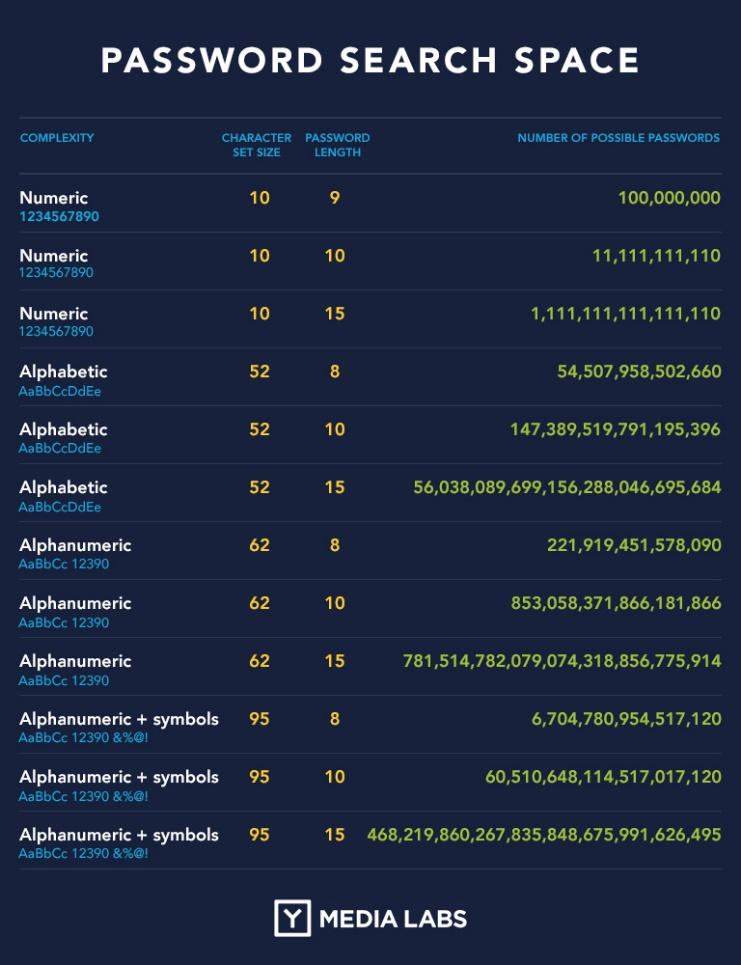 PASSWORD SEARCH SPACE
COMPLEXITY CHARACTER SET SIZE PASSWORD LENGTH NUMBER OF POSSIBLE PASSWORDS
Numeric 10 9 100,000,000
1234567890
Numeric 10 10 11,111,111,110
1234567890
Numeric 10 15 1,111,111,111,111,110
1234567890
Alphabetic 52 8 54,507,958,502,660
AaBbCcDdEe
Alphabetic 52 10 147,389,519,791,195,396
AaBbCcDdEe
Alphabetic 52 15 56,038,089,699,156,288,046,695,684
AaBbCcDdEe
Alphanumeric 62 8 221,919,451,578,090
AaBbCc 12390
Alphanumeric 62 10 853,058,371,866,181,866
AaBbCc 12390
Alphanumeric 62 15 781,514,782,079,074,318,856,775,914
AaBbCc 12390
Alphanumeric + symbols 95 8 6,704,780,954,517,120
AaBbCc 12390 &%@!
Alphanumeric + symbols 95 10 60,510,648,114,517,017,120
AaBbCc 12390 &%@!
Alphanumeric + symbols 95 15 468,219,860,267,835,848,675,991,626,495
AaBbCc 12390 &%@!
Y MEDIA LABS